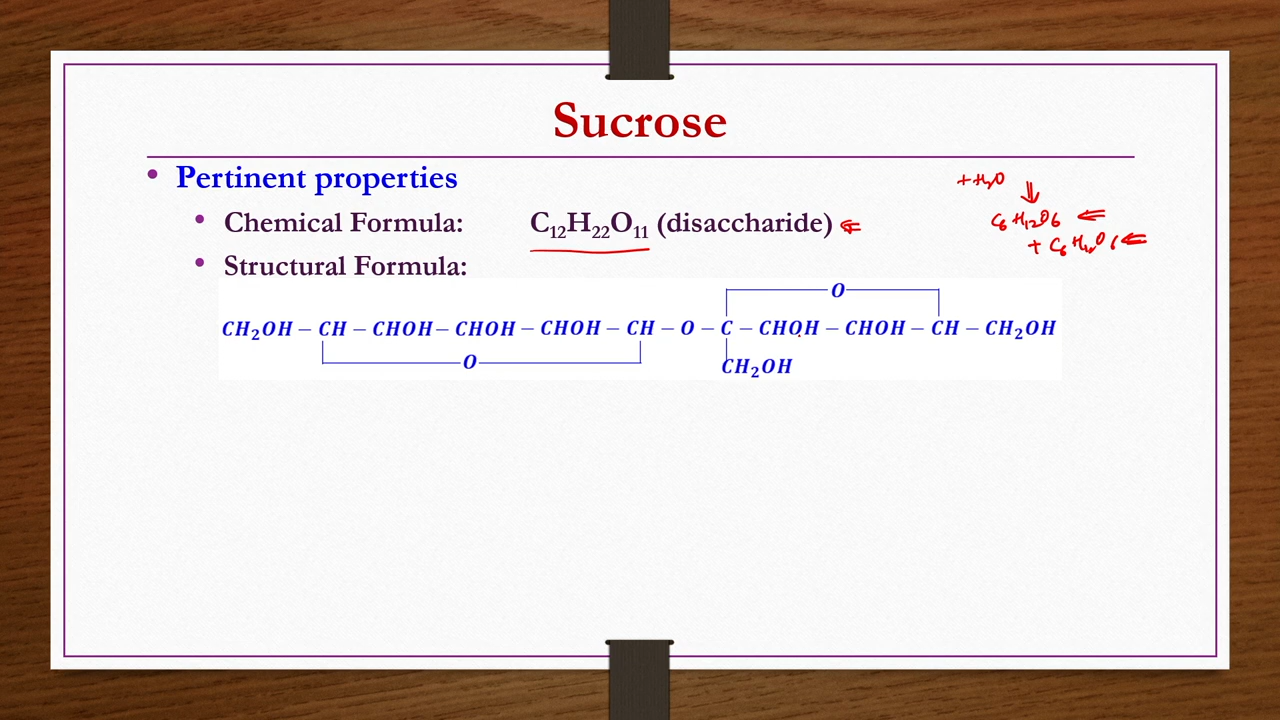 Sucrose
• Pertinent properties
+ H₂O
• Chemical Formula: C₁₂H₂₂O₁₁ (disaccharide)
C₆H₁₂O₆
+ C₆H₁₂O₆
• Structural Formula:
O
CH₂OH – CH – CHOH – CHOH – CHOH – CH – O – C – CHOH – CHOH – CH – CH₂OH
O
CH₂OH